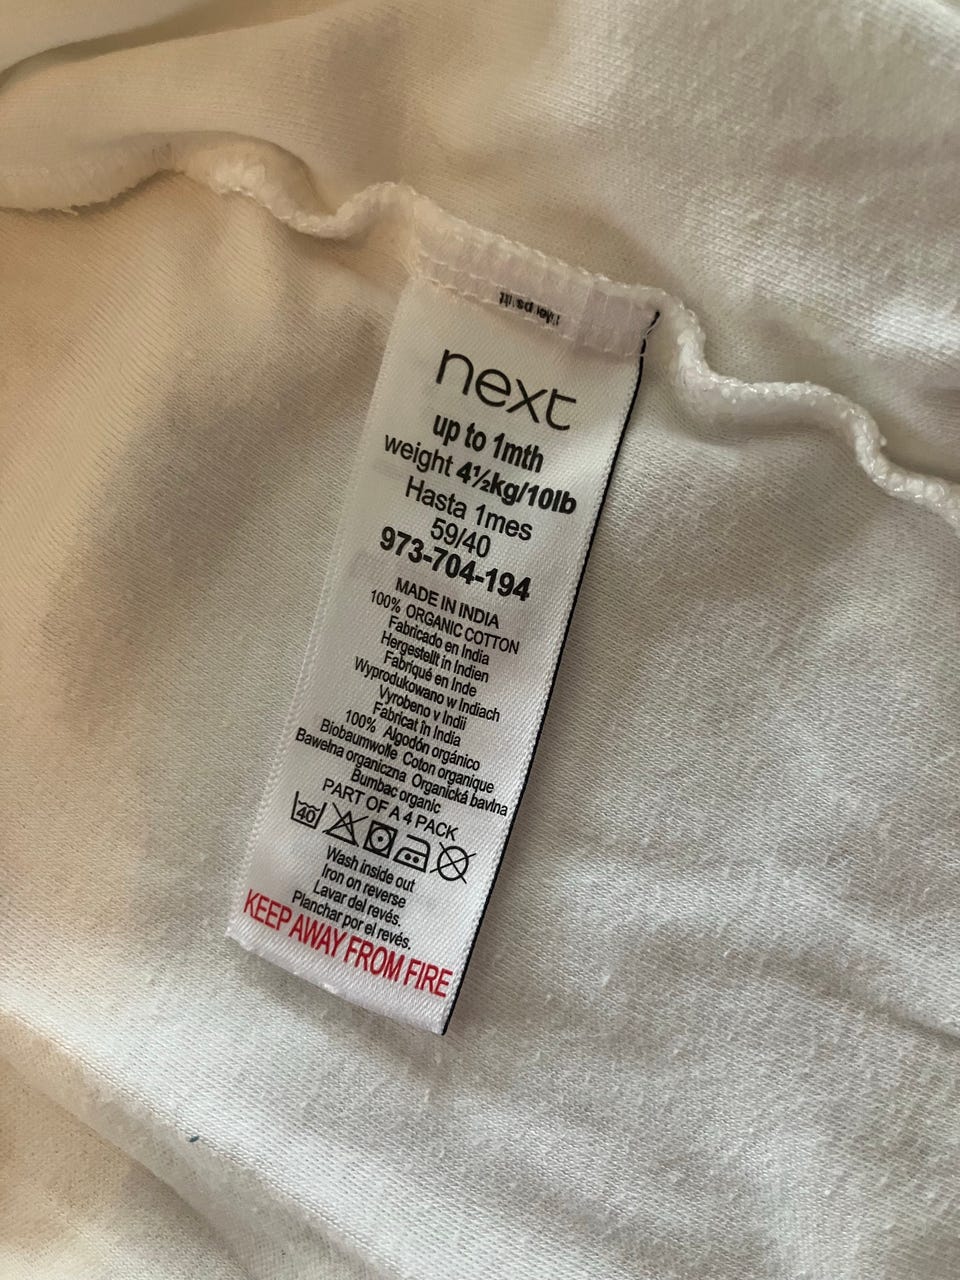 next
up to 1mth
weight 4½kg/10lb
Hasta 1mes
59/40
973-704-194
MADE IN INDIA
100% ORGANIC COTTON
Fabricado en India
Hergestellt in Indien
Fabriqué en Inde
Wyprodukowano w Indiach
Vyrobeno v Indii
Fabricat în India
100% Algodón orgánico
Biobaumwolle Coton organique
Bawełna organiczna Organická bavlna
Bumbac organic
PART OF A 4 PACK
40
Wash inside out
Iron on reverse
Lavar del revés.
Planchar por el revés.
KEEP AWAY FROM FIRE